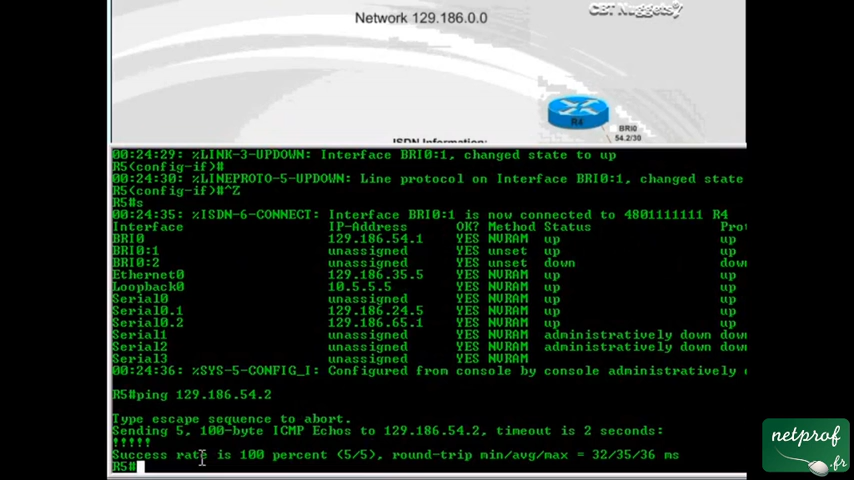 Network 129.186.0.0
CBT Nuggets
R4
BRI0
54.2/30
ISDN Information:
00:24:29: %LINK-3-UPDOWN: Interface BRI0:1, changed state to up
R5(config-if)#
00:24:30: %LINEPROTO-5-UPDOWN: Line protocol on Interface BRI0:1, changed state
R5(config-if)#^Z
R5#s
00:24:35: %ISDN-6-CONNECT: Interface BRI0:1 is now connected to 4801111111 R4
Interface IP-Address OK? Method Status Pro
BRI0 129.186.54.1 YES NVRAM up up
BRI0:1 unassigned YES unset up up
BRI0:2 unassigned YES unset down down
Ethernet0 129.186.35.5 YES NVRAM up up
Loopback0 10.5.5.5 YES NVRAM up up
Serial0 unassigned YES NVRAM up up
Serial0.1 129.186.24.5 YES NVRAM up up
Serial0.2 129.186.65.1 YES NVRAM up up
Serial1 unassigned YES NVRAM administratively down down
Serial2 unassigned YES NVRAM administratively down down
Serial3 unassigned YES NVRAM
00:24:36: %SYS-5-CONFIG_I: Configured from console by console administratively d
R5#ping 129.186.54.2
Type escape sequence to abort.
Sending 5, 100-byte ICMP Echos to 129.186.54.2, timeout is 2 seconds:
!!!!!
Success rate is 100 percent (5/5), round-trip min/avg/max = 32/35/36 ms
R5#
netprof
.fr